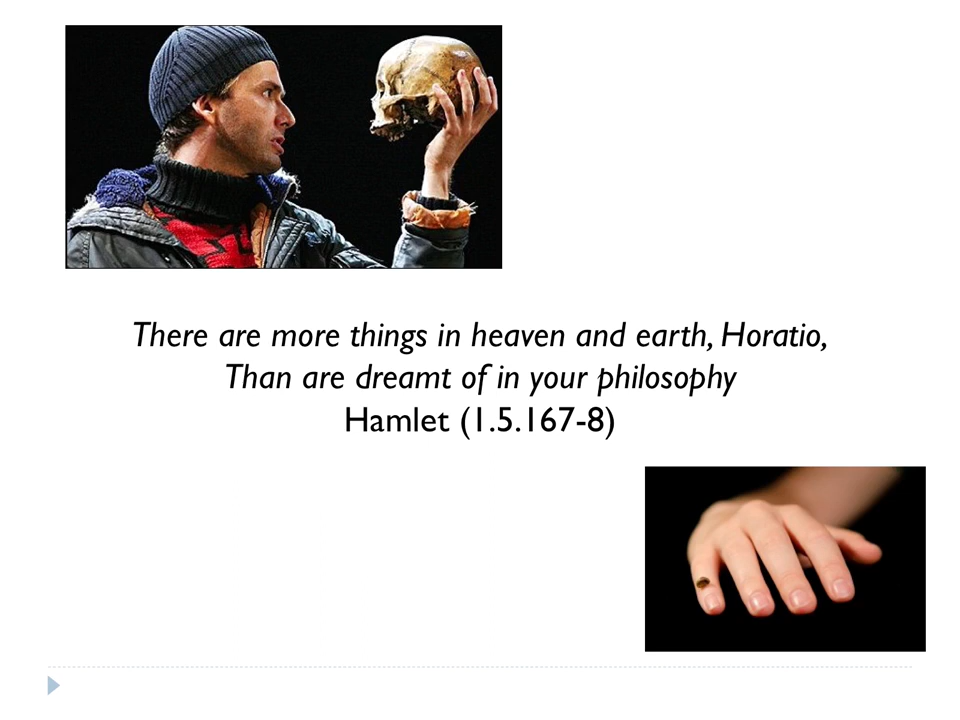 There are more things in heaven and earth, Horatio,
Than are dreamt of in your philosophy
Hamlet (1.5.167-8)